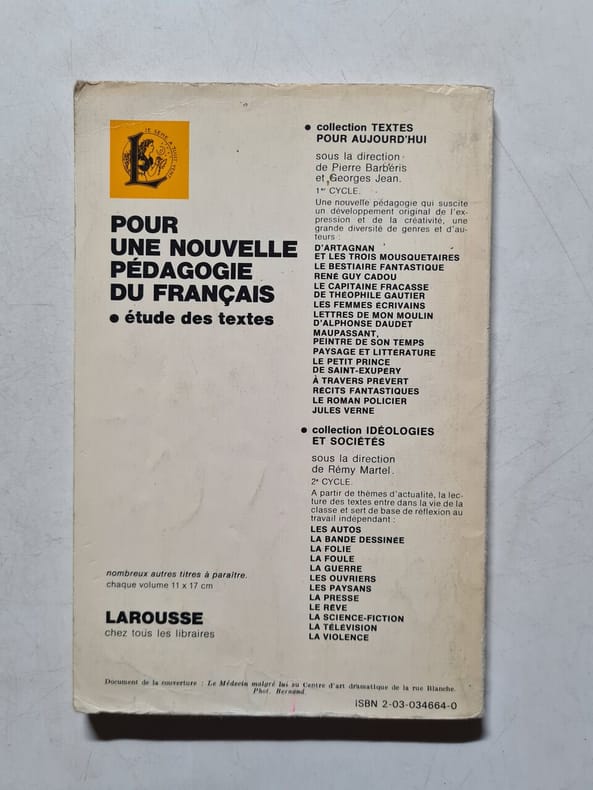 JE SÈME A TOUT VENT
POUR
UNE NOUVELLE
PÉDAGOGIE
DU FRANÇAIS
• étude des textes
nombreux autres titres à paraître.
chaque volume 11 x 17 cm
LAROUSSE
chez tous les libraires
• collection TEXTES
POUR AUJOURD'HUI
sous la direction
de Pierre Barbéris
et Georges Jean.
1er CYCLE.
Une nouvelle pédagogie qui suscite
un développement original de l'ex-
pression et de la créativité, une
grande diversité de genres et d'au-
teurs :
D'ARTAGNAN
ET LES TROIS MOUSQUETAIRES
LE BESTIAIRE FANTASTIQUE
RENÉ GUY CADOU
LE CAPITAINE FRACASSE
DE THÉOPHILE GAUTIER
LES FEMMES ÉCRIVAINS
LETTRES DE MON MOULIN
D'ALPHONSE DAUDET
MAUPASSANT,
PEINTRE DE SON TEMPS
PAYSAGE ET LITTÉRATURE
LE PETIT PRINCE
DE SAINT-EXUPÉRY
À TRAVERS PRÉVERT
RÉCITS FANTASTIQUES
LE ROMAN POLICIER
JULES VERNE
• collection IDÉOLOGIES
ET SOCIÉTÉS
sous la direction
de Rémy Martel.
2e CYCLE.
A partir de thèmes d'actualité, la lec-
ture des textes entre dans la vie de la
classe et sert de base de réflexion au
travail indépendant :
LES AUTOS
LA BANDE DESSINÉE
LA FOLIE
LA FOULE
LA GUERRE
LES OUVRIERS
LES PAYSANS
LA PRESSE
LE RÊVE
LA SCIENCE-FICTION
LA TÉLÉVISION
LA VIOLENCE
Document de la couverture : Le Médecin malgré lui au Centre d'art dramatique de la rue Blanche.
Phot. Bernand.
ISBN 2-03-034664-0